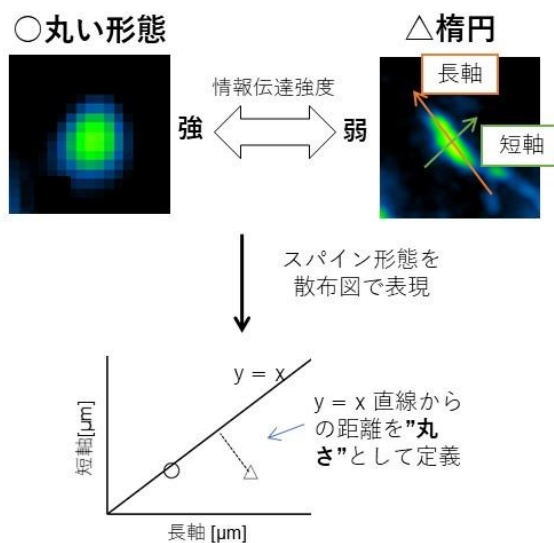 ○丸い形態
△楕円
情報伝達強度
強
弱
長軸
短軸
スパイン形態を
散布図で表現
y = x
y = x 直線から
の距離を”丸
さ”として定義
短軸[μm]
長軸 [μm]